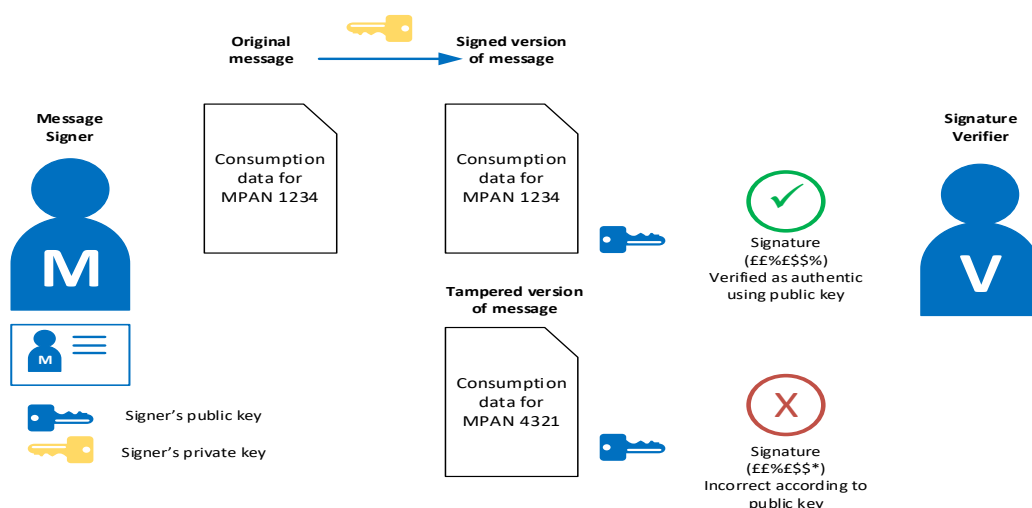 Original
message
Signed version
of message
Message
Signer
Signature
Verifier
Consumption
data for
MPAN 1234
Consumption
data for
MPAN 1234
M
V
Signature
(££%£$$%)
Verified as authentic
using public key
Tampered version
of message
M
Consumption
data for
MPAN 4321
X
Signer’s public key
Signer’s private key
Signature
(££%£$$*)
Incorrect according to
public key